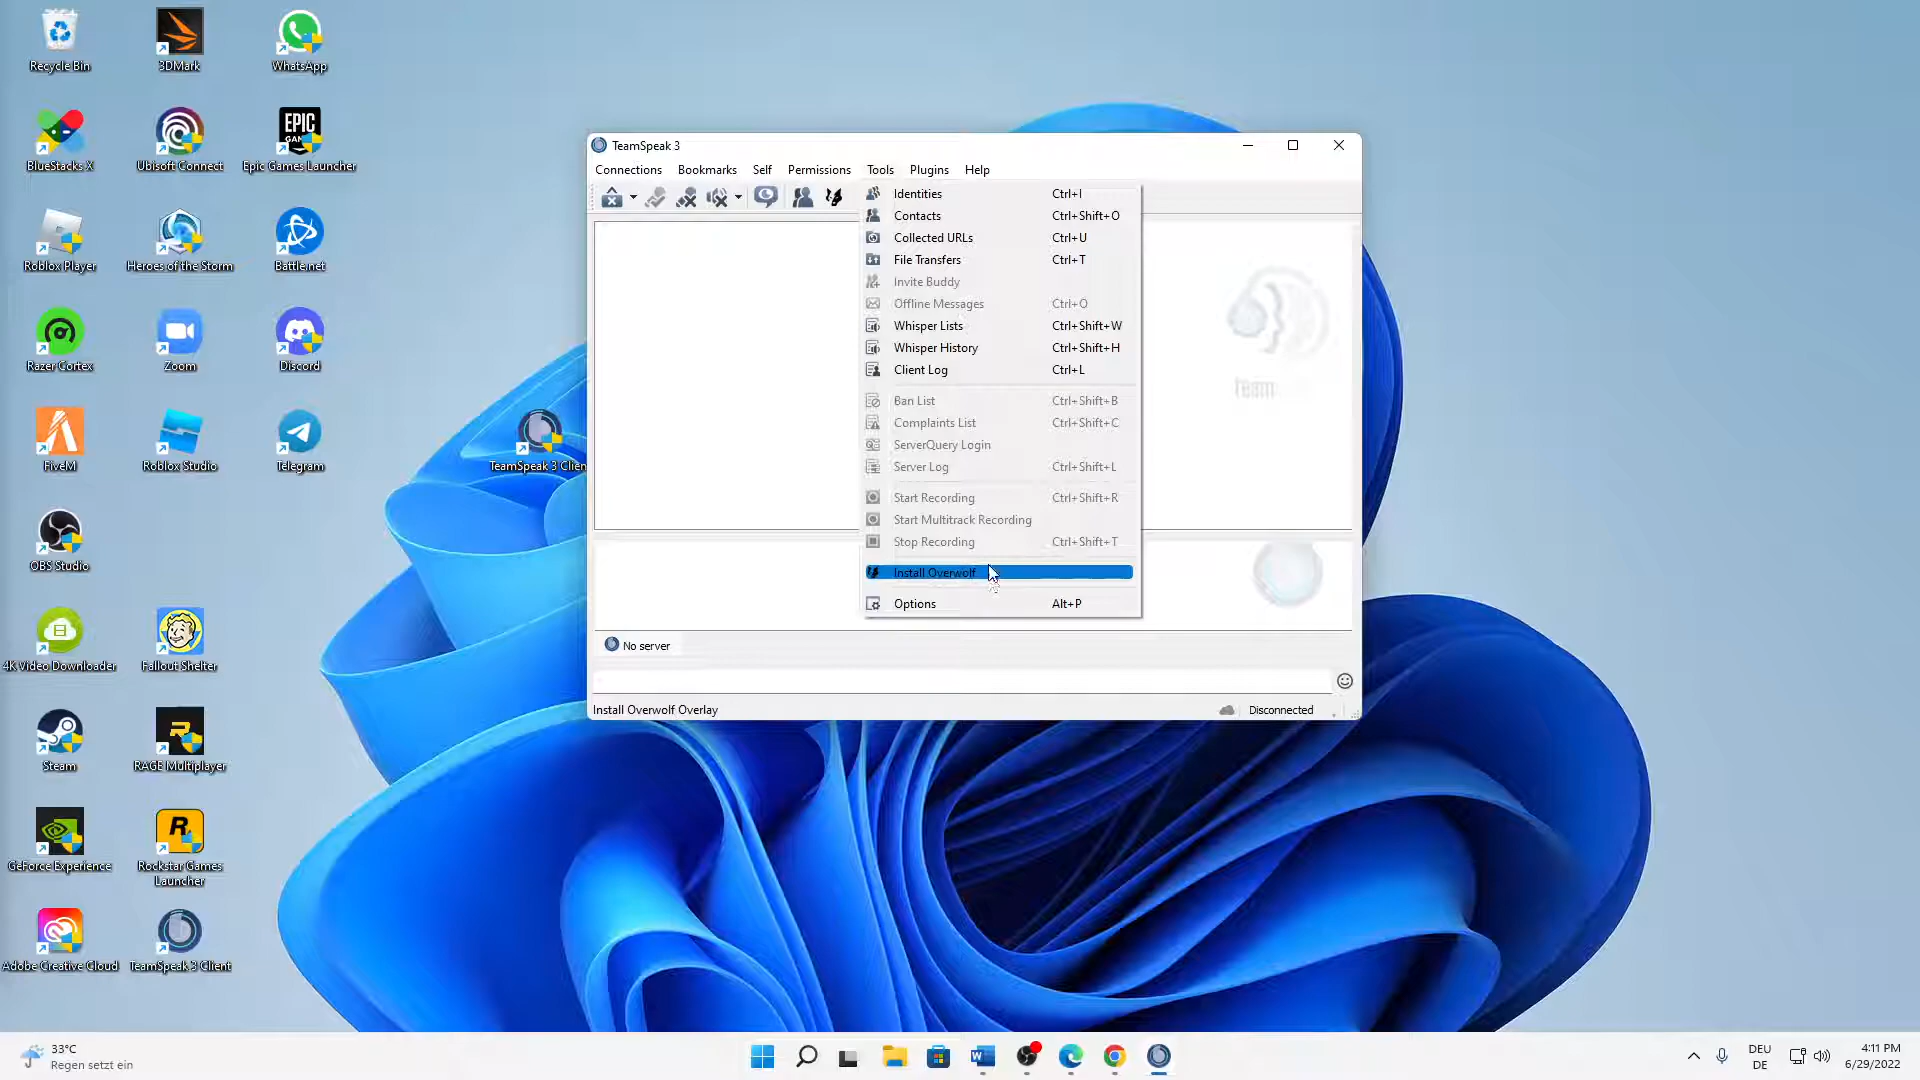 Recycle Bin
3DMark
WhatsApp
BlueStacks X
Ubisoft Connect
EPIC
Epic Games Launcher
Roblox Player
Heroes of the Storm
Battle.net
Razer Cortex
Zoom
Discord
FiveM
Roblox Studio
Telegram
TeamSpeak 3 Clien
OBS Studio
4K Video Downloader
Fallout Shelter
Steam
RAGE Multiplayer
GeForce Experience
Rockstar Games
Launcher
Adobe Creative Cloud
TeamSpeak 3 Client
TeamSpeak 3
Connections Bookmarks Self Permissions Tools Plugins Help
Identities Ctrl+I
Contacts Ctrl+Shift+O
Collected URLs Ctrl+U
File Transfers Ctrl+T
Invite Buddy
Offline Messages Ctrl+O
Whisper Lists Ctrl+Shift+W
Whisper History Ctrl+Shift+H
Client Log Ctrl+L
Ban List Ctrl+Shift+B
Complaints List Ctrl+Shift+C
ServerQuery Login
Server Log Ctrl+Shift+L
Start Recording Ctrl+Shift+R
Start Multitrack Recording
Stop Recording Ctrl+Shift+T
Install Overwolf
Options Alt+P
No server
Install Overwolf Overlay
Disconnected
33°C
Regen setzt ein
DEU
DE
4:11 PM
6/29/2022